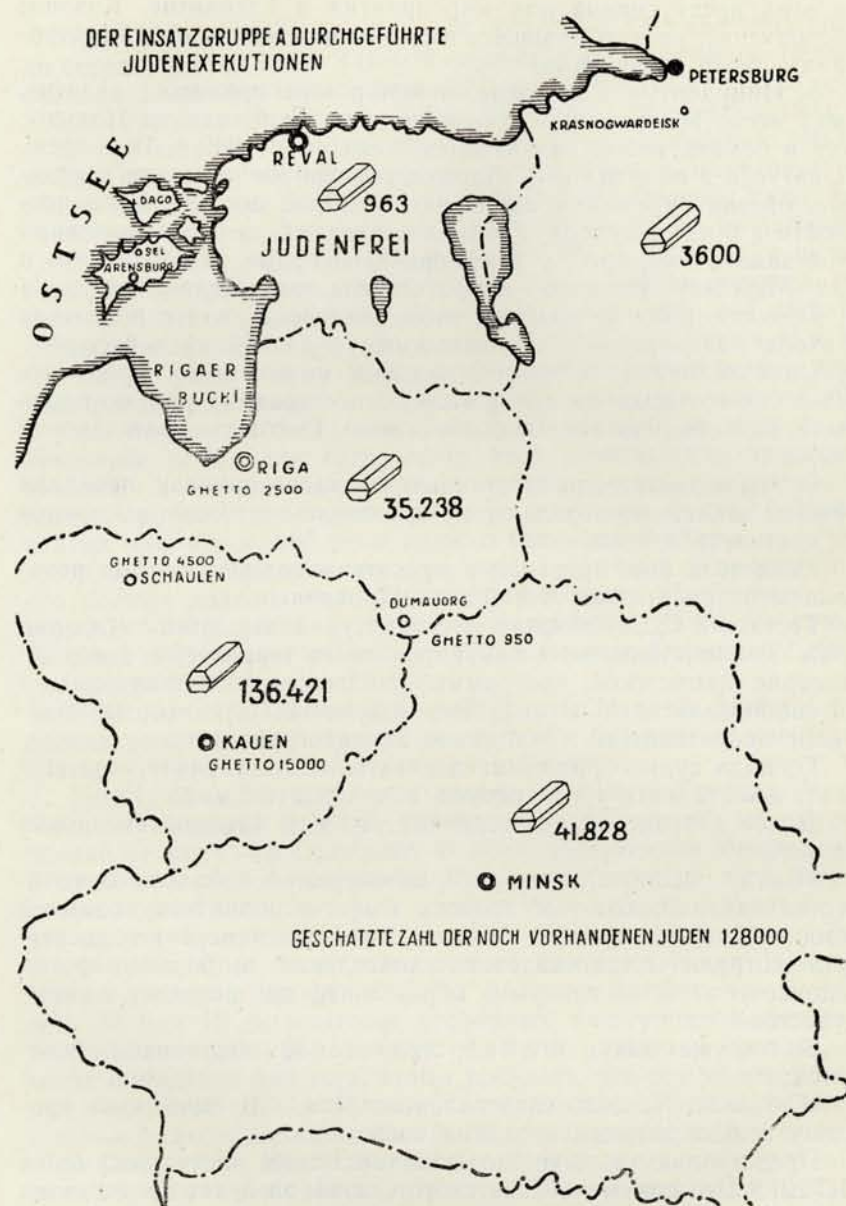 DER EINSATZGRUPPE A DURCHGEFÜHRTE
JUDENEXEKUTIONEN
PETERSBURG
KRASNOGWARDEISK
REVAL
OSTSEE
DAGO
963
JUDENFREI
3600
OSEL
ARENSBURG
RIGAER
BUCKI
RIGA
GHETTO 2500
35.238
GHETTO 4500
SCHAULEN
DUMAUORG
GHETTO 950
136.421
KAUEN
GHETTO 15000
41.828
MINSK
GESCHATZTE ZAHL DER NOCH VORHANDENEN JUDEN 128000